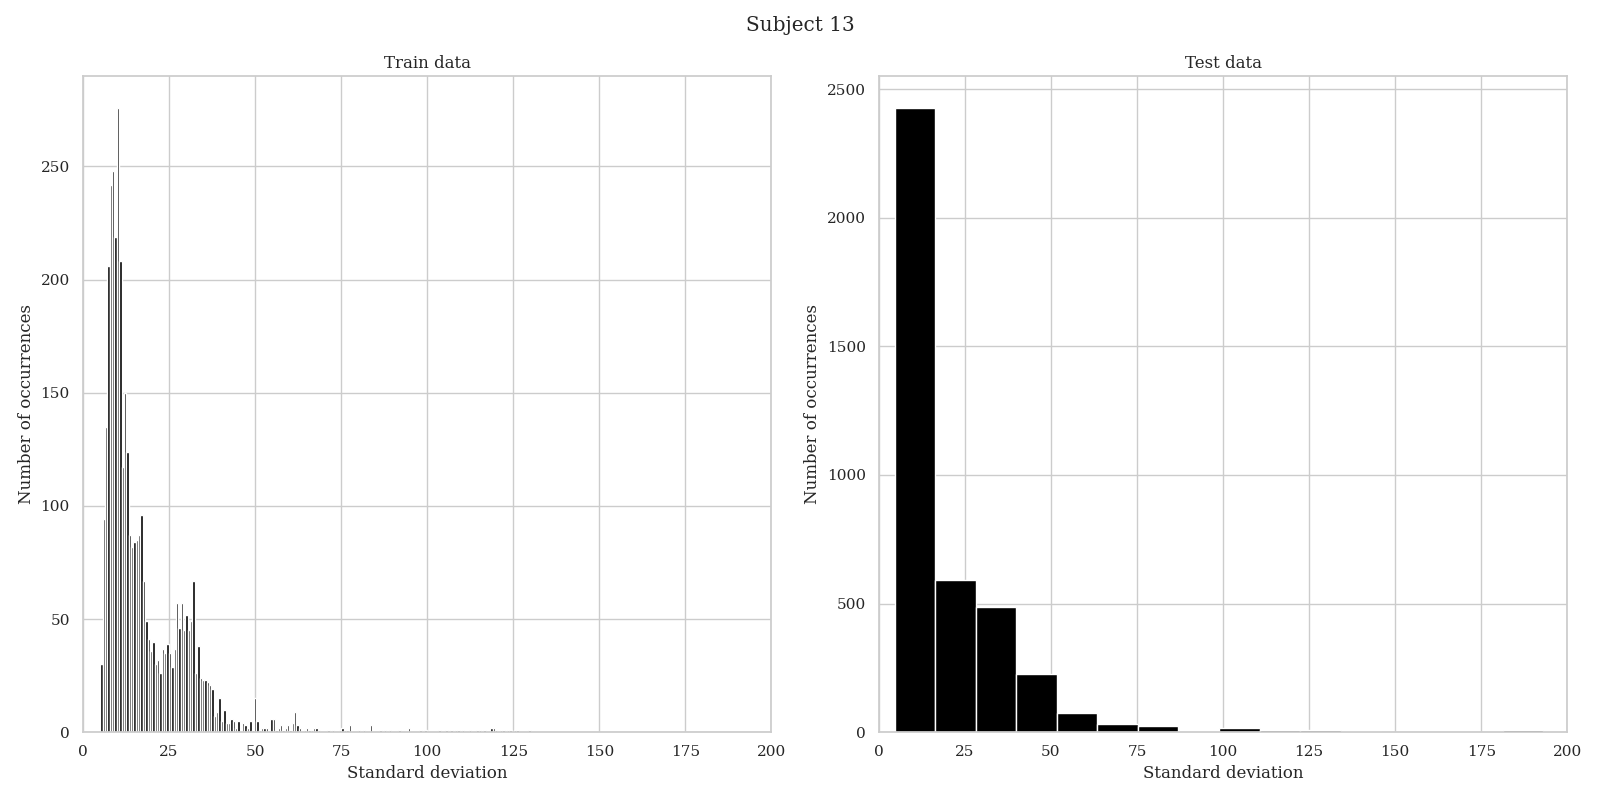 Subject 13
Train data
250
200
150
100
50
0
0 25 50 75 100 125 150 175 200
Number of occurrences
Standard deviation
Test data
2500
2000
1500
1000
500
0
0 25 50 75 100 125 150 175 200
Number of occurrences
Standard deviation